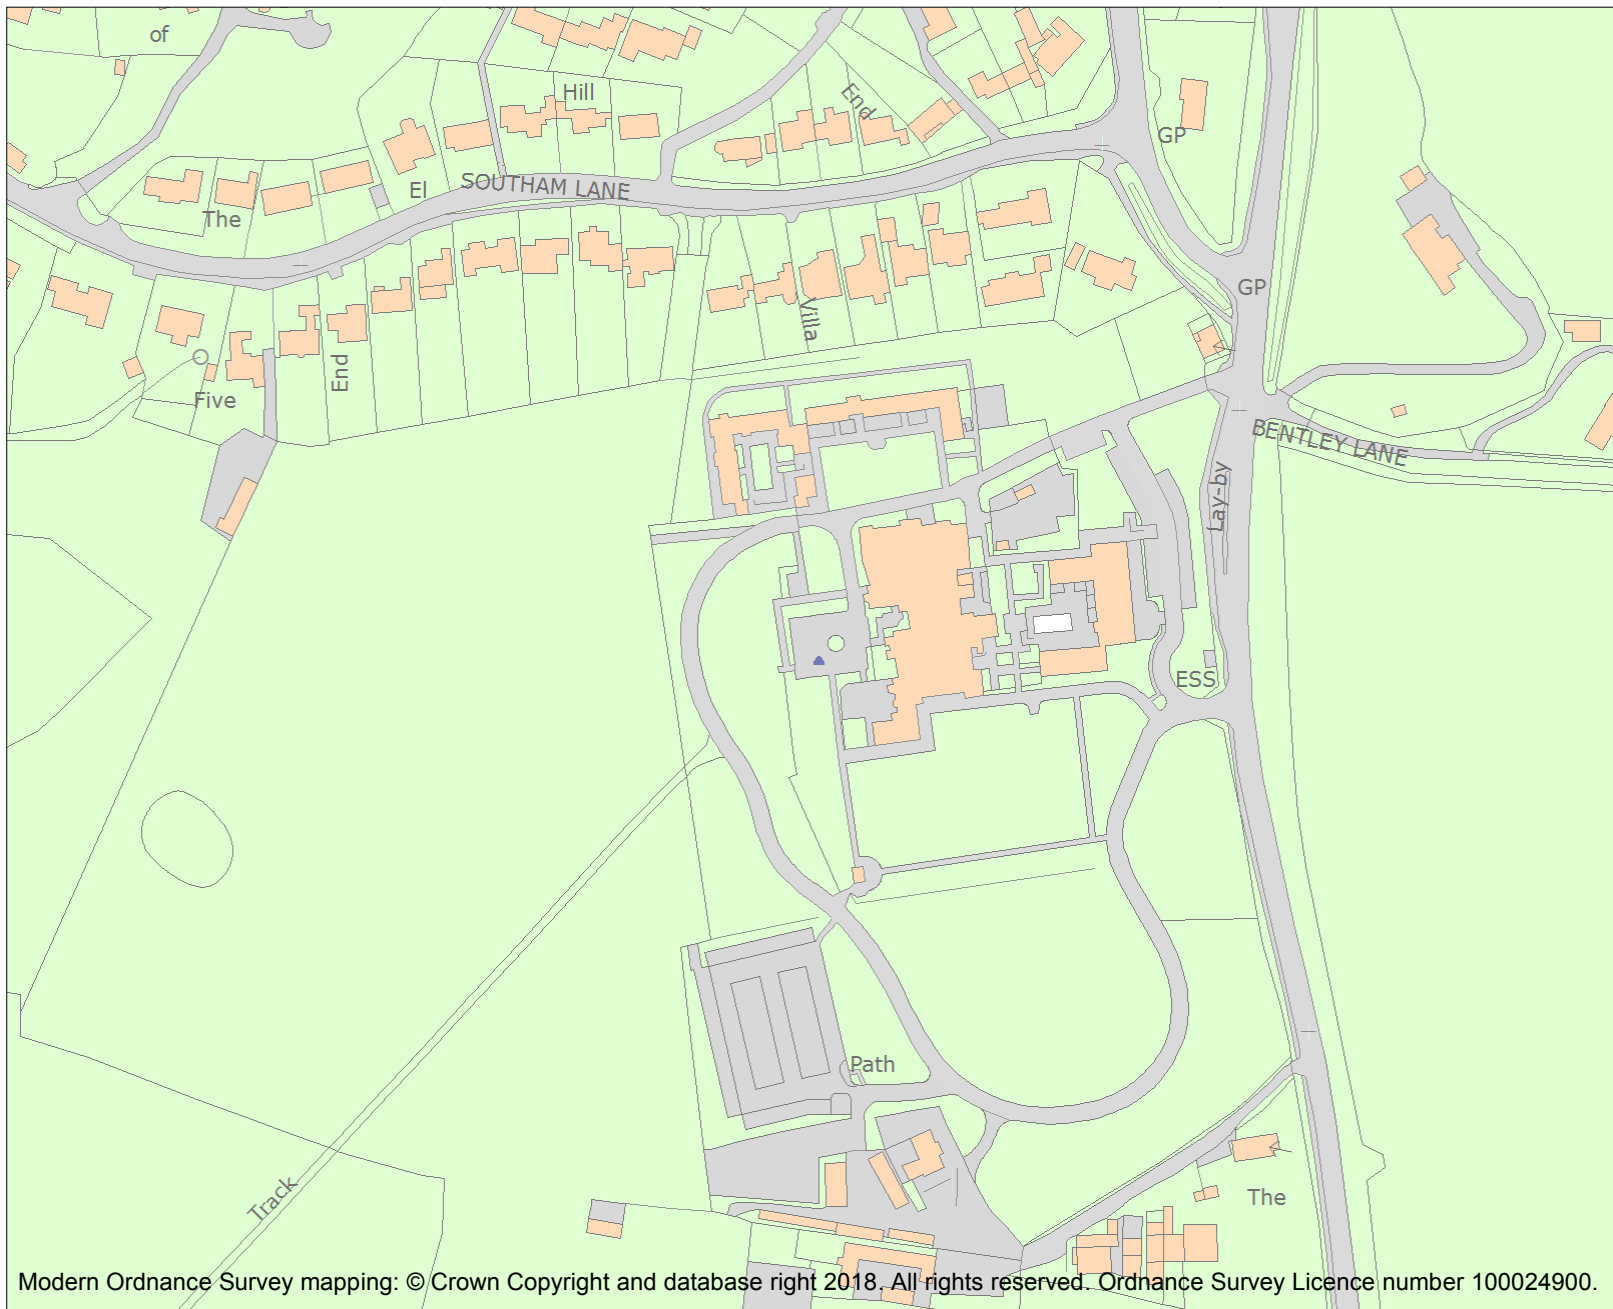 of
Hill
End
GP
El
SOUTHAM LANE
The
GP
Villa
End
Five
BENTLEY LANE
Lay-by
ESS
Path
Track
The
Modern Ordnance Survey mapping: © Crown Copyright and database right 2018. All rights reserved. Ordnance Survey Licence number 100024900.